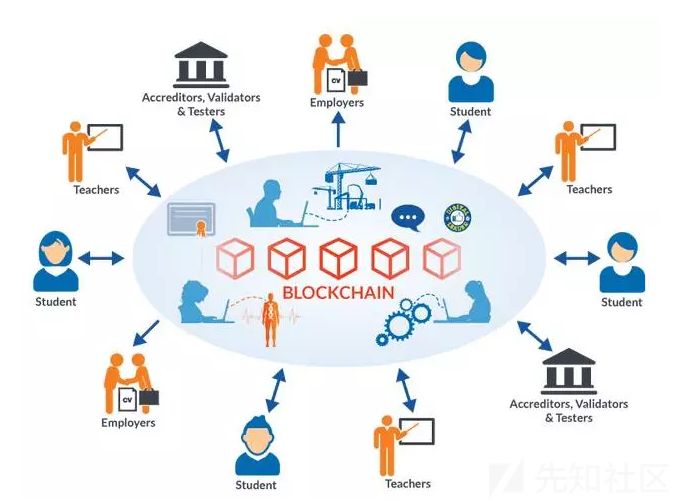 Accreditors, Validators
& Testers
Employers
Student
Teachers
Teachers
CV
Student
Student
BLOCKCHAIN
Employers
CV
Student
Teachers
Accreditors, Validators
& Testers
先知社区